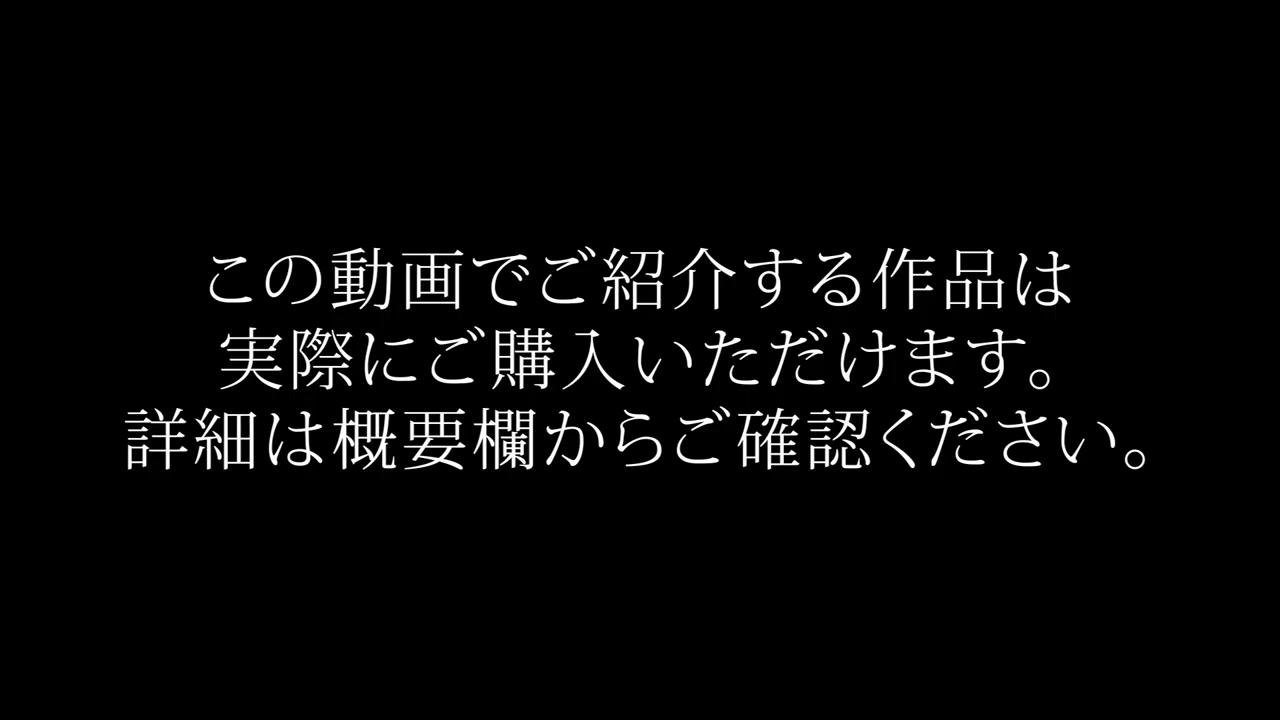 この動画でご紹介する作品は
実際にご購入いただけます。
詳細は概要欄からご確認ください。